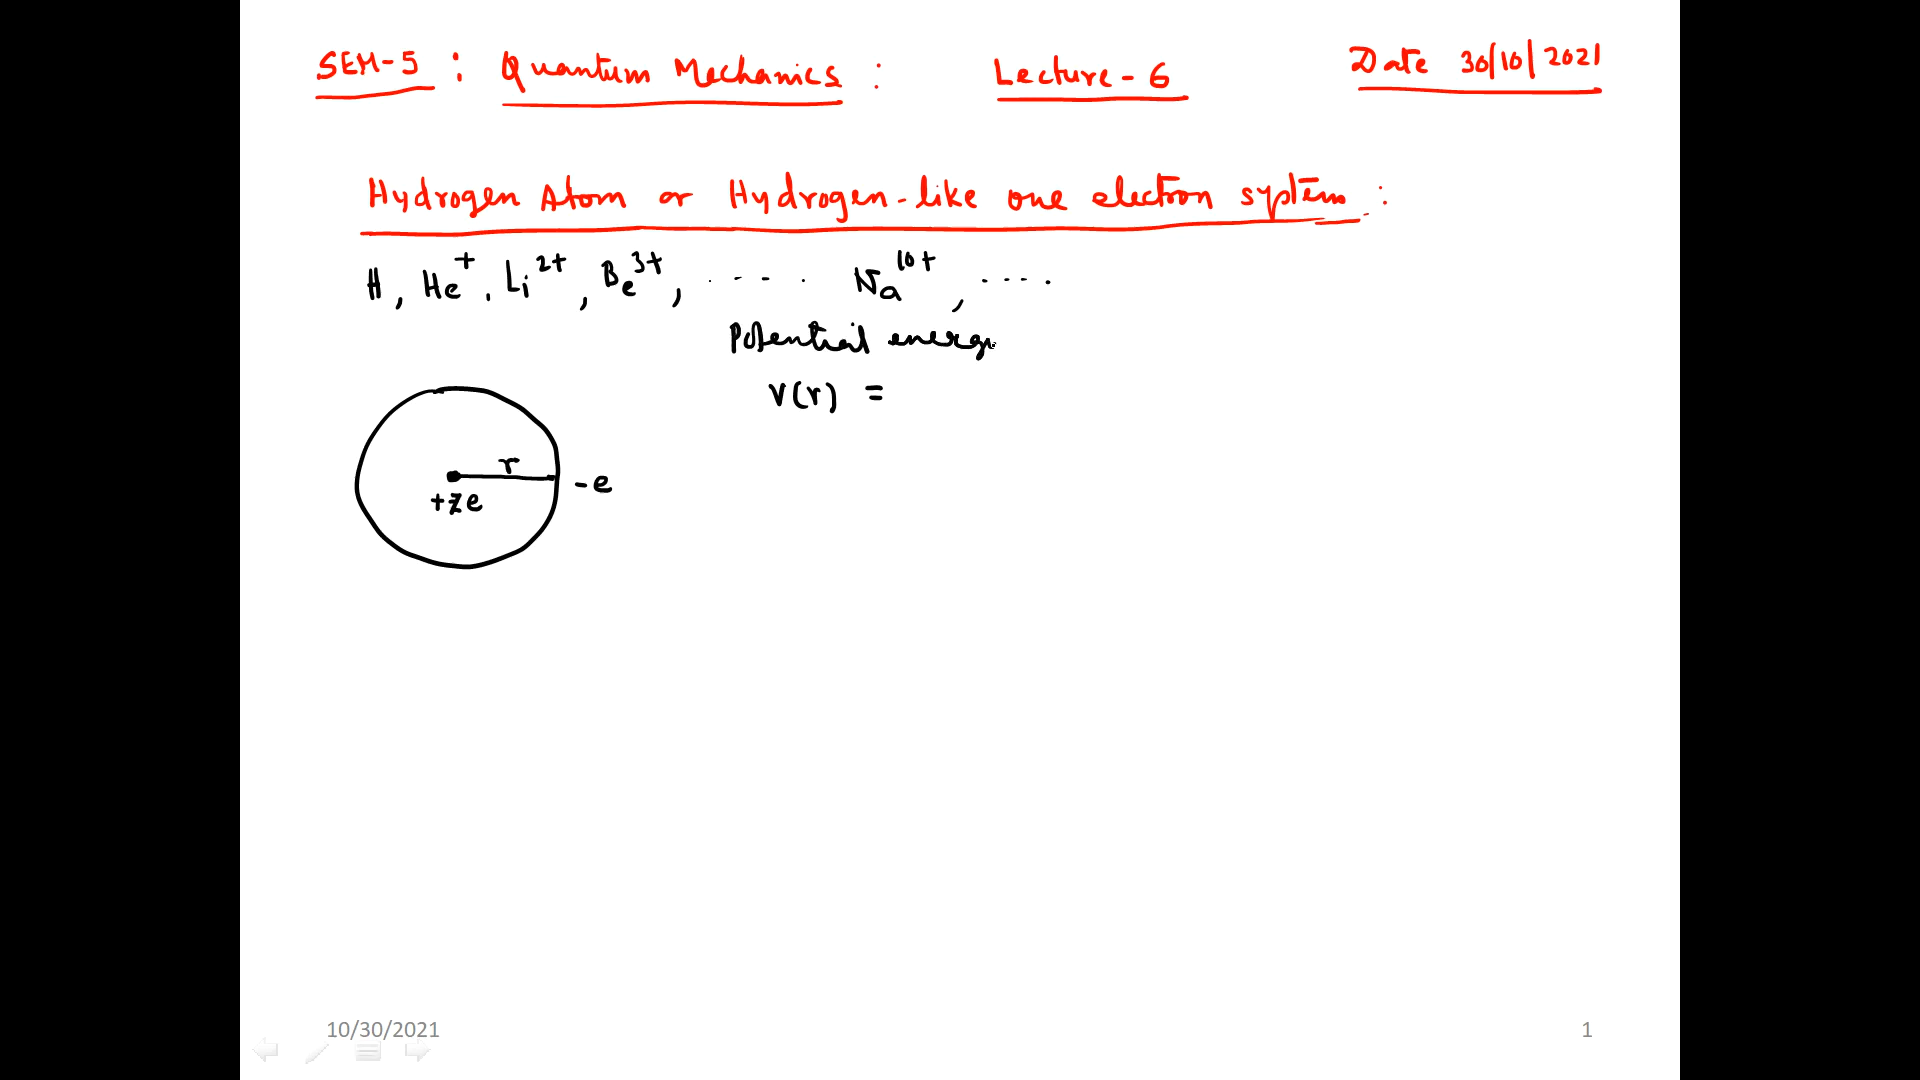 SEM-5 : Quantum Mechanics : Lecture-6 Date 30/10/2021
Hydrogen Atom or Hydrogen-like one electron system :
H, He⁺, Li²⁺, Be³⁺, ..... Na¹⁰⁺, ....
Potential energy
V(r) =
r
-e
+ze
10/30/2021 1